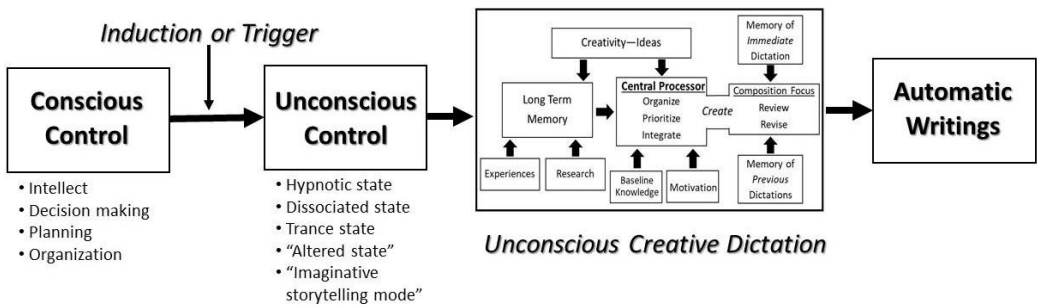 Induction or Trigger
Conscious
Control
• Intellect
• Decision making
• Planning
• Organization
Unconscious
Control
• Hypnotic state
• Dissociated state
• Trance state
• “Altered state”
• “Imaginative
storytelling mode”
Creativity—Ideas
Long Term
Memory
Experiences
Research
Central Processor
Organize
Prioritize
Integrate
Create
Baseline
Knowledge
Motivation
Memory of
Immediate
Dictation
Composition Focus
Review
Revise
Memory of
Previous
Dictations
Unconscious Creative Dictation
Automatic
Writings